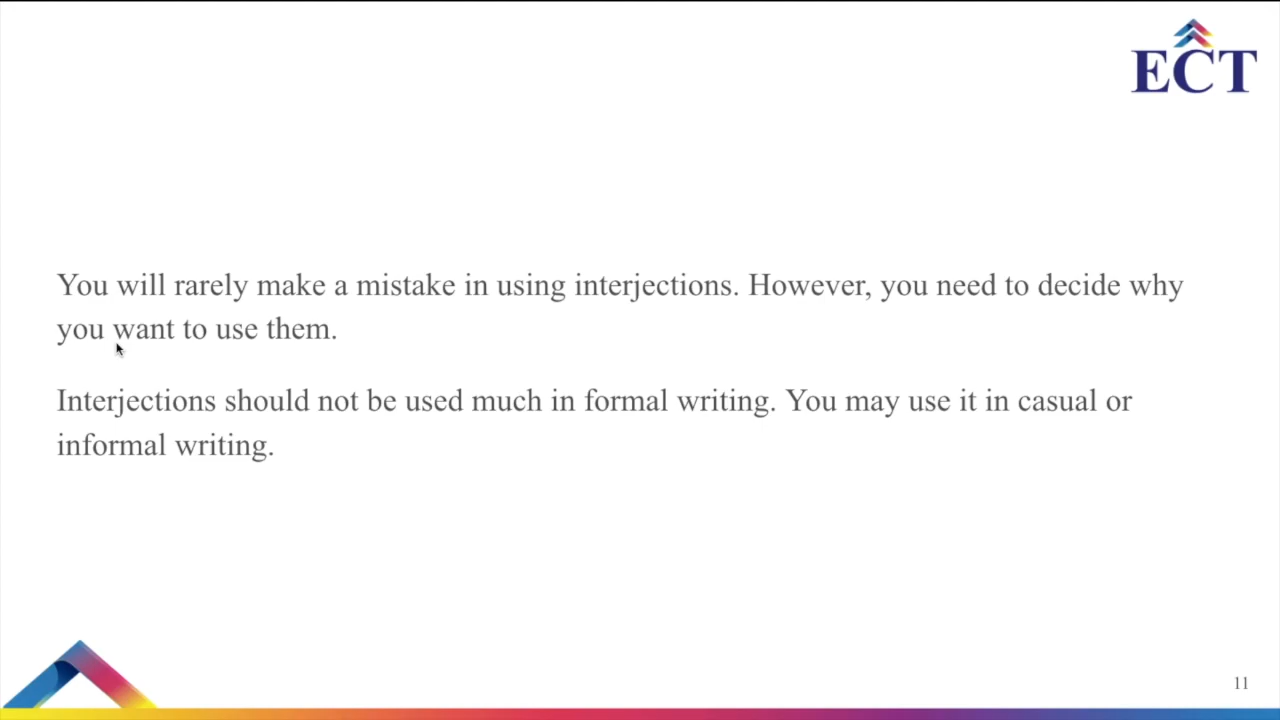 ECT
You will rarely make a mistake in using interjections. However, you need to decide why
you want to use them.
Interjections should not be used much in formal writing. You may use it in casual or
informal writing.
11